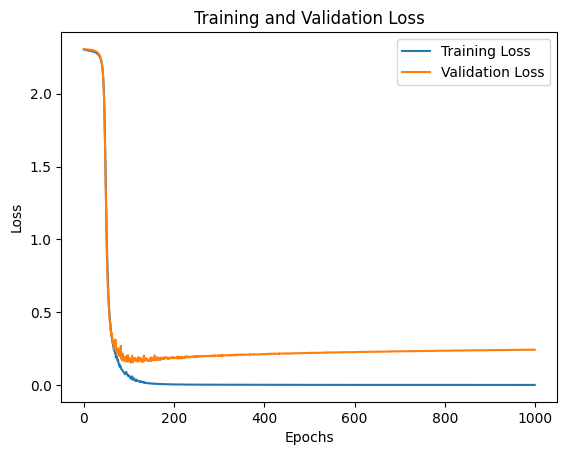 Training and Validation Loss
Training Loss
Validation Loss
2.0
1.5
1.0
0.5
0.0
Loss
0 200 400 600 800 1000
Epochs